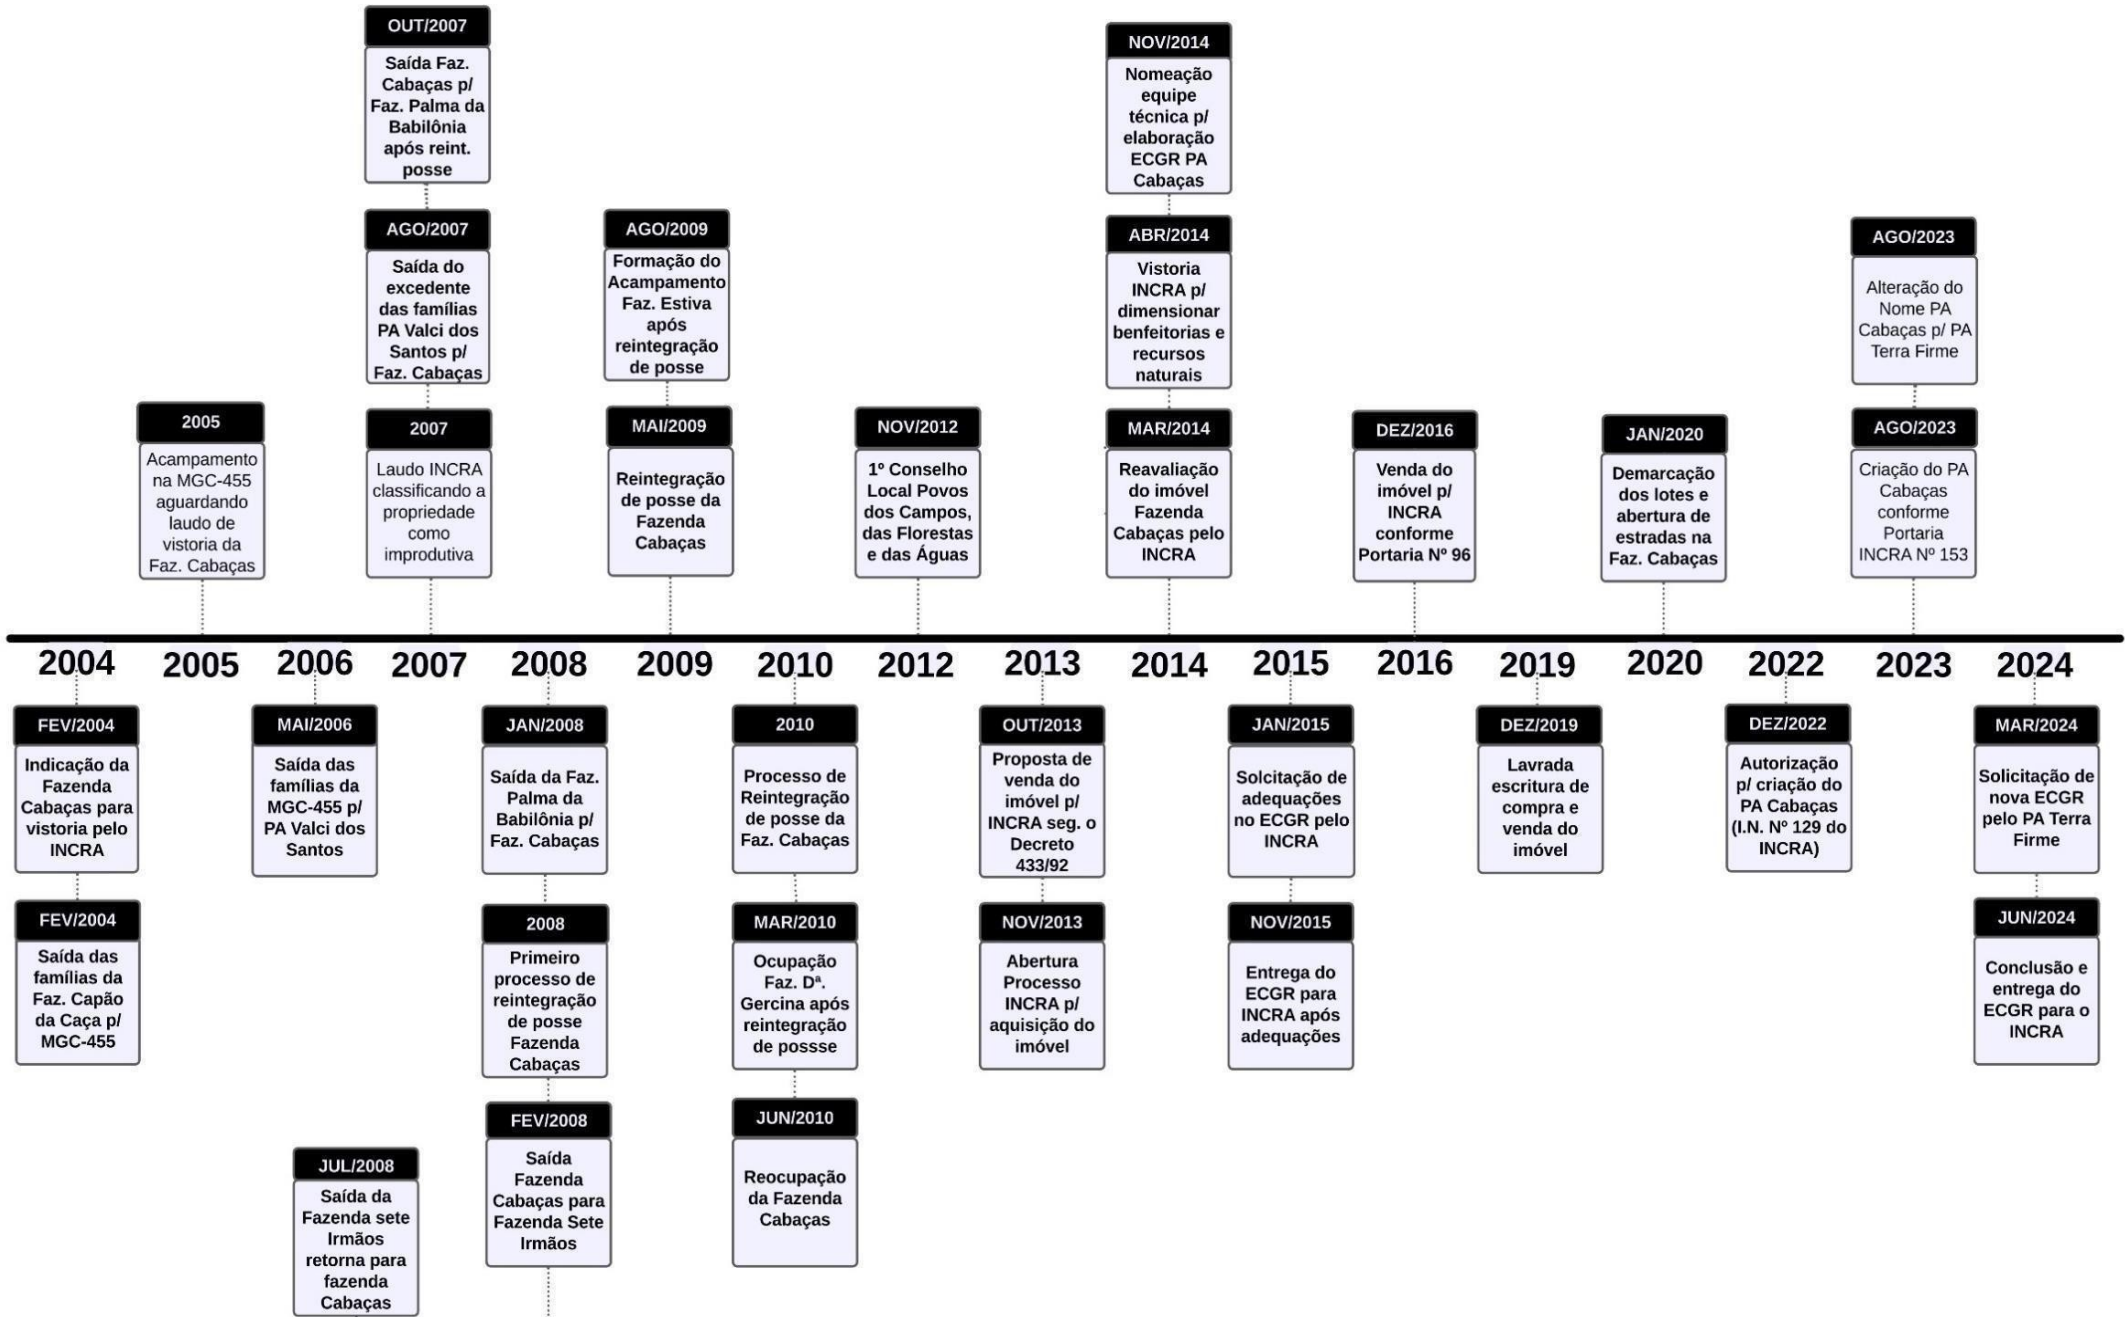 OUT/2007
Saída Faz.
Cabaças p/
Faz. Palma da
Babilônia
após reint.
posse
AGO/2007
Saída do
excedente
das famílias
PA Valci dos
Santos p/
Faz. Cabaças
2005
Acampamento
na MGC-455
aguardando
laudo de
vistoria da
Faz. Cabaças
2007
Laudo INCRA
classificando a
propriedade
como
improdutiva
AGO/2009
Formação do
Acampamento
Faz. Estiva
após
reintegração
de posse
MAI/2009
Reintegração
de posse da
Fazenda
Cabaças
NOV/2012
1º Conselho
Local Povos
dos Campos,
das Florestas
e das Águas
NOV/2014
Nomeação
equipe
técnica p/
elaboração
ECGR PA
Cabaças
ABR/2014
Vistoria
INCRA p/
dimensionar
benfeitorias e
recursos
naturais
MAR/2014
Reavaliação
do imóvel
Fazenda
Cabaças pelo
INCRA
DEZ/2016
Venda do
imóvel p/
INCRA
conforme
Portaria Nº 96
JAN/2020
Demarcação
dos lotes e
abertura de
estradas na
Faz. Cabaças
AGO/2023
Alteração do
Nome PA
Cabaças p/ PA
Terra Firme
AGO/2023
Criação do PA
Cabaças
conforme
Portaria
INCRA Nº 153
2004 2005 2006 2007 2008 2009 2010 2012 2013 2014 2015 2016 2019 2020 2022 2023 2024
FEV/2004
Indicação da
Fazenda
Cabaças para
vistoria pelo
INCRA
FEV/2004
Saída das
famílias da
Faz. Capão
da Caça p/
MGC-455
MAI/2006
Saída das
famílias da
MGC-455 p/
PA Valci dos
Santos
JAN/2008
Saída da Faz.
Palma da
Babilônia p/
Faz. Cabaças
2008
Primeiro
processo de
reintegração
de posse
Fazenda
Cabaças
FEV/2008
Saída
Fazenda
Cabaças para
Fazenda Sete
Irmãos
JUL/2008
Saída da
Fazenda sete
Irmãos
retorna para
fazenda
Cabaças
2010
Processo de
Reintegração
de posse da
Faz. Cabaças
MAR/2010
Ocupação
Faz. Dª.
Gercina após
reintegração
de possse
JUN/2010
Reocupação
da Fazenda
Cabaças
OUT/2013
Proposta de
venda do
imóvel p/
INCRA seg. o
Decreto
433/92
NOV/2013
Abertura
Processo
INCRA p/
aquisição do
imóvel
JAN/2015
Solcitação de
adequações
no ECGR pelo
INCRA
NOV/2015
Entrega do
ECGR para
INCRA após
adequações
DEZ/2019
Lavrada
escritura de
compra e
venda do
imóvel
DEZ/2022
Autorização
p/ criação do
PA Cabaças
(I.N. Nº 129 do
INCRA)
MAR/2024
Solicitação de
nova ECGR
pelo PA Terra
Firme
JUN/2024
Conclusão e
entrega do
ECGR para o
INCRA